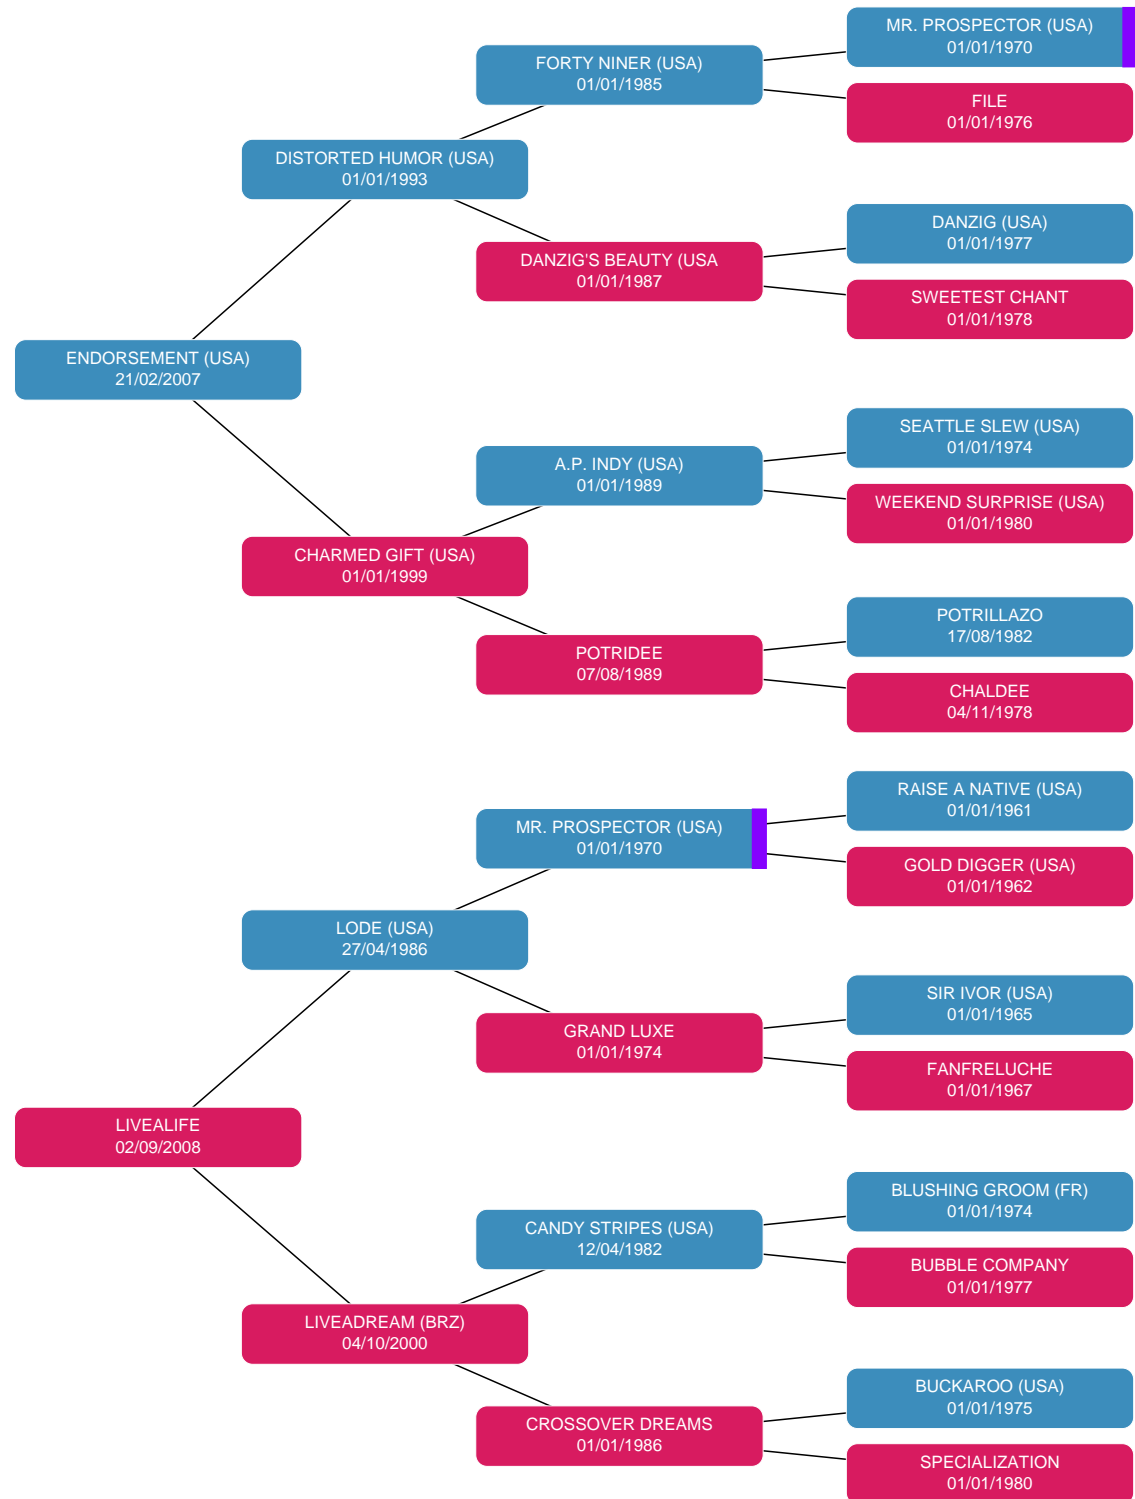 MR. PROSPECTOR (USA)
01/01/1970
FORTY NINER (USA)
01/01/1985
FILE
01/01/1976
DISTORTED HUMOR (USA)
01/01/1993
DANZIG (USA)
01/01/1977
DANZIG'S BEAUTY (USA
01/01/1987
SWEETEST CHANT
01/01/1978
ENDORSEMENT (USA)
21/02/2007
SEATTLE SLEW (USA)
01/01/1974
A.P. INDY (USA)
01/01/1989
WEEKEND SURPRISE (USA)
01/01/1980
CHARMED GIFT (USA)
01/01/1999
POTRILLAZO
17/08/1982
POTRIDEE
07/08/1989
CHALDEE
04/11/1978
RAISE A NATIVE (USA)
01/01/1961
MR. PROSPECTOR (USA)
01/01/1970
GOLD DIGGER (USA)
01/01/1962
LODE (USA)
27/04/1986
SIR IVOR (USA)
01/01/1965
GRAND LUXE
01/01/1974
FANFRELUCHE
01/01/1967
LIVEALIFE
02/09/2008
BLUSHING GROOM (FR)
01/01/1974
CANDY STRIPES (USA)
12/04/1982
BUBBLE COMPANY
01/01/1977
LIVEADREAM (BRZ)
04/10/2000
BUCKAROO (USA)
01/01/1975
CROSSOVER DREAMS
01/01/1986
SPECIALIZATION
01/01/1980